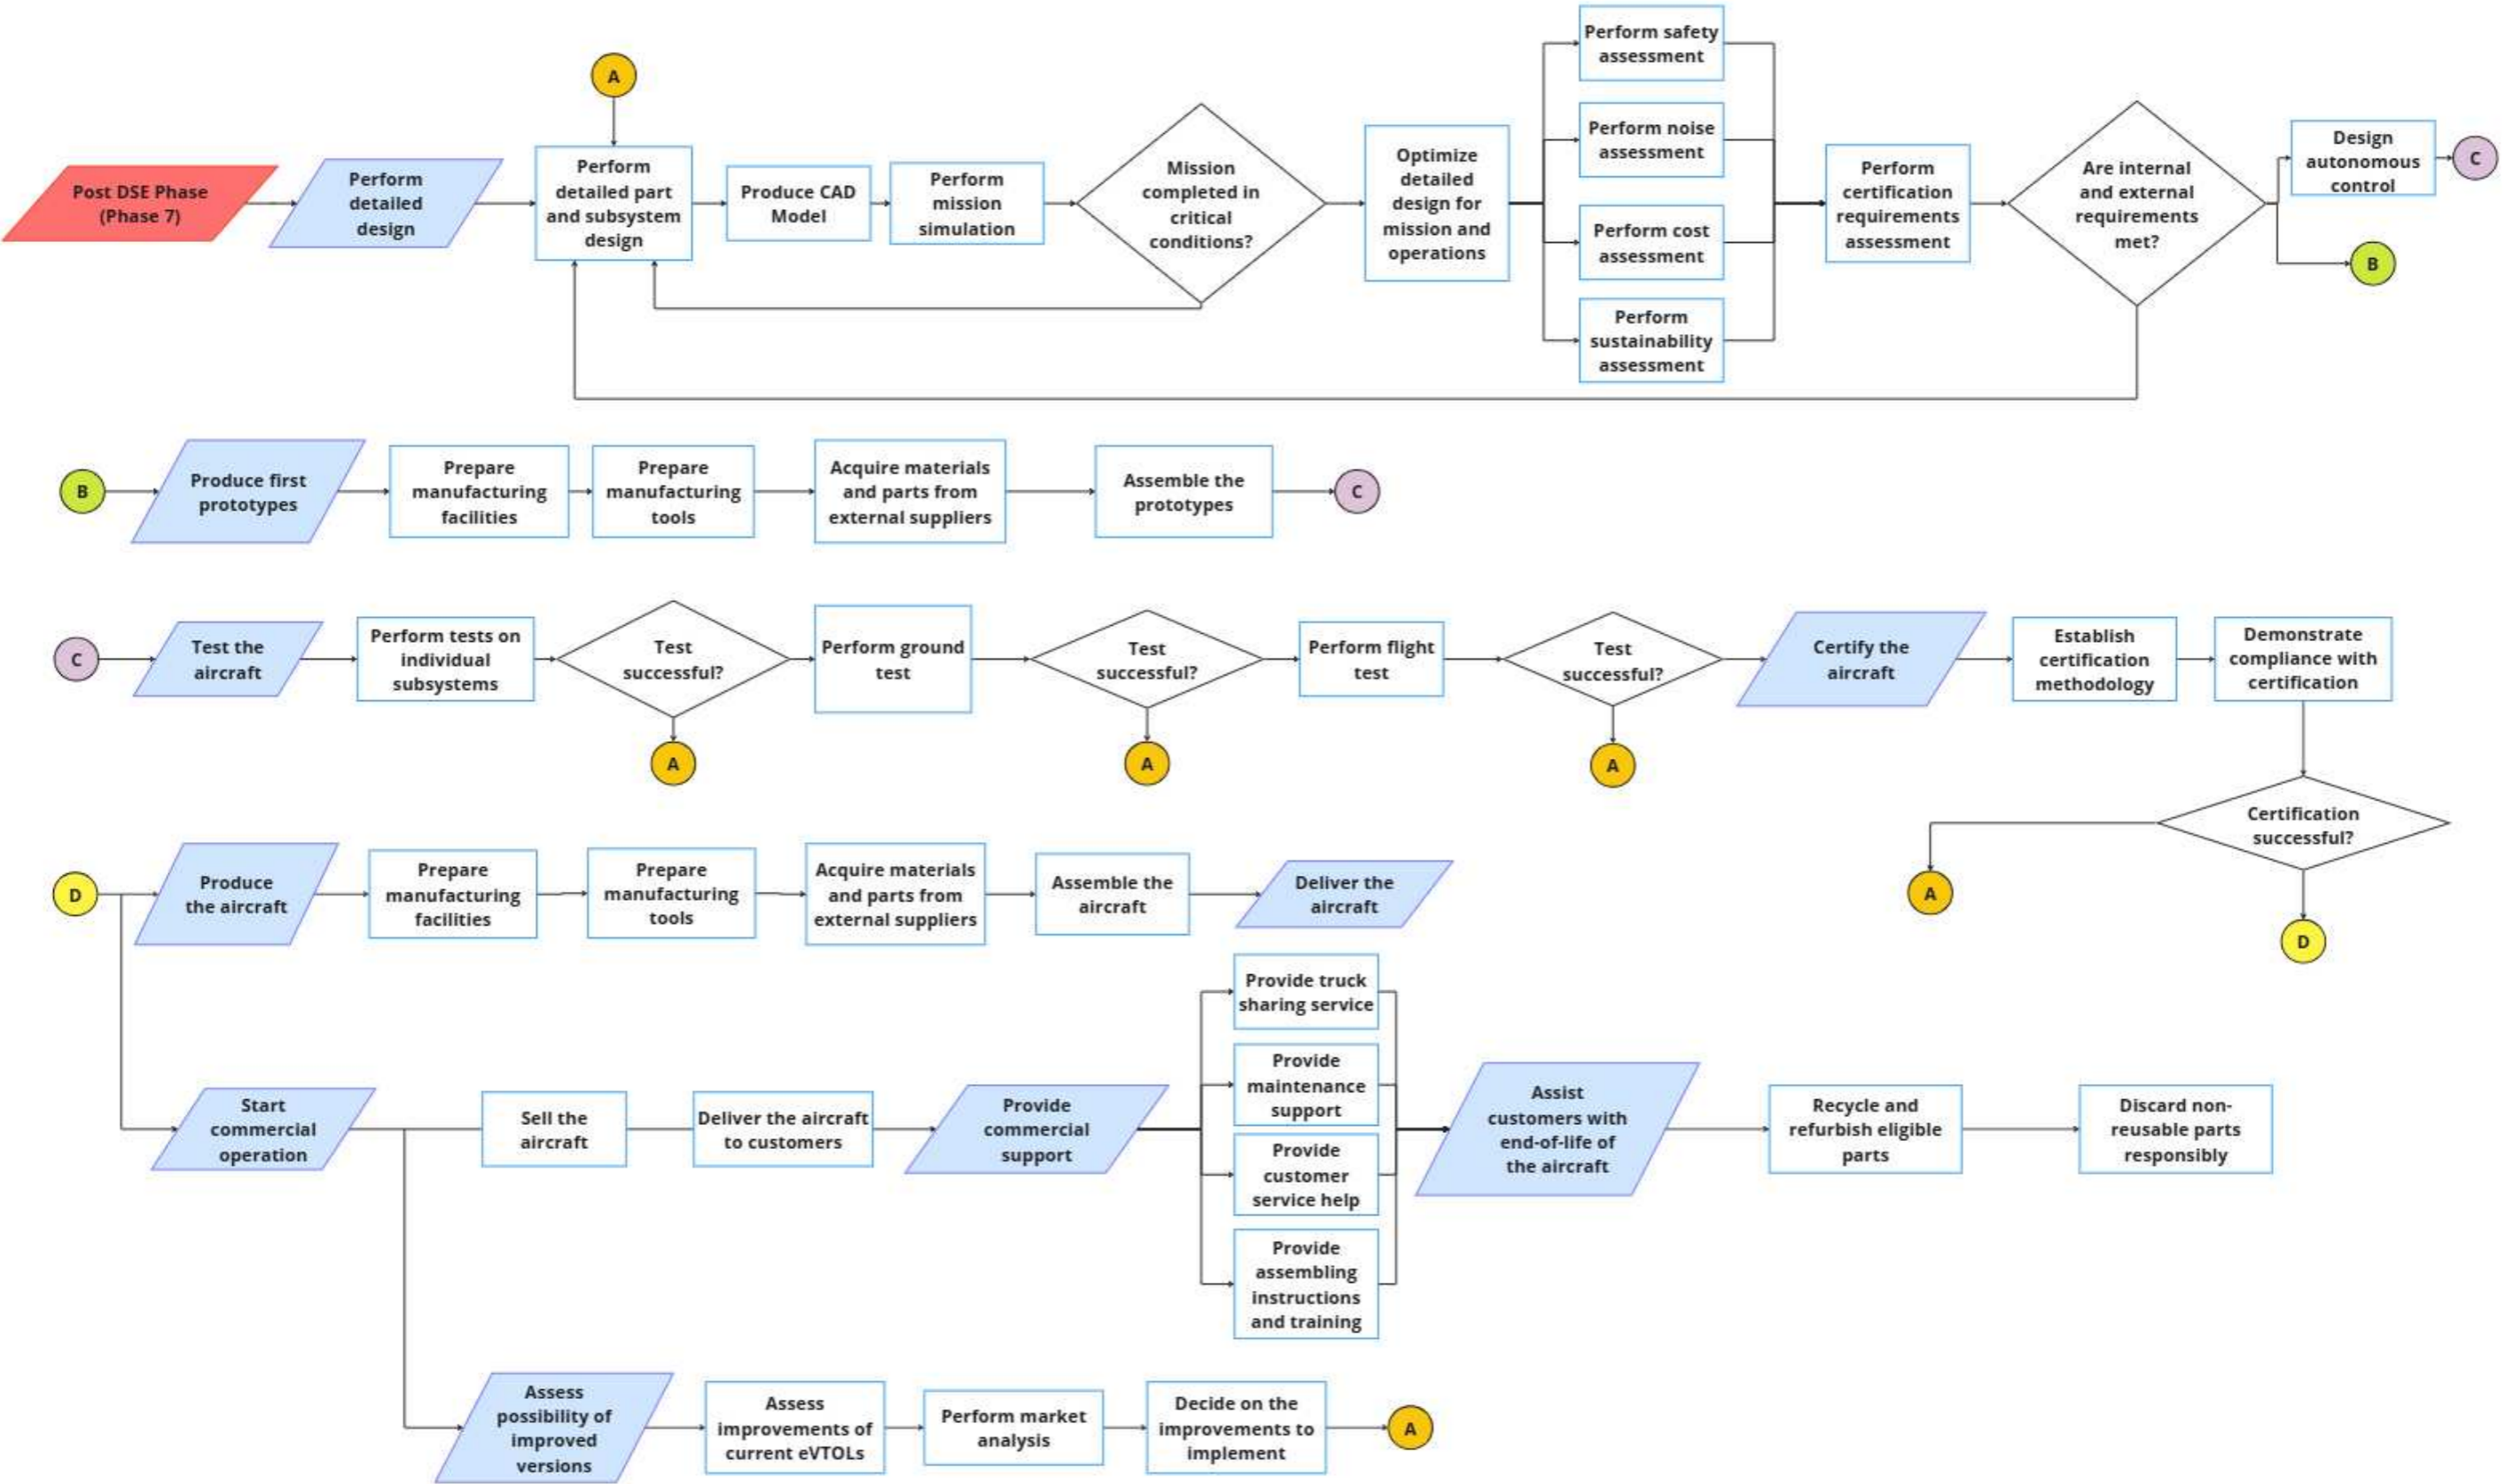 A
Post DSE Phase
(Phase 7)
Perform
detailed
design
Perform
detailed part
and subsystem
design
Produce CAD
Model
Perform
mission
simulation
Mission
completed in
critical
conditions?
Optimize
detailed
design for
mission and
operations
Perform safety
assessment
Perform noise
assessment
Perform cost
assessment
Perform
sustainability
assessment
Perform
certification
requirements
assessment
Are internal
and external
requirements
met?
Design
autonomous
control
C
B
B
Produce first
prototypes
Prepare
manufacturing
facilities
Prepare
manufacturing
tools
Acquire materials
and parts from
external suppliers
Assemble the
prototypes
C
C
Test the
aircraft
Perform tests on
individual
subsystems
Test
successful?
A
Perform ground
test
Test
successful?
A
Perform flight
test
Test
successful?
A
Certify the
aircraft
Establish
certification
methodology
Demonstrate
compliance with
certification
Certification
successful?
A
D
D
Produce
the aircraft
Prepare
manufacturing
facilities
Prepare
manufacturing
tools
Acquire materials
and parts from
external suppliers
Assemble the
aircraft
Deliver the
aircraft
Start
commercial
operation
Sell the
aircraft
Deliver the aircraft
to customers
Provide
commercial
support
Provide truck
sharing service
Provide
maintenance
support
Provide
customer
service help
Provide
assembling
instructions
and training
Assist
customers with
end-of-life of
the aircraft
Recycle and
refurbish eligible
parts
Discard non-
reusable parts
responsibly
Assess
possibility of
improved
versions
Assess
improvements of
current eVTOLs
Perform market
analysis
Decide on the
improvements to
implement
A